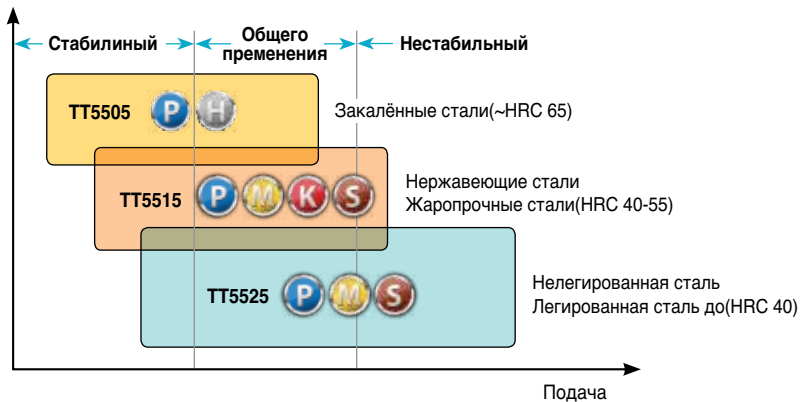 Стабилиный
Общего
пременения
Нестабильный
TT5505 P H
Закалённые стали(~HRC 65)
TT5515 P M K S
Нержавеющие стали
Жаропрочные стали(HRC 40-55)
TT5525 P M S
Нелегированная сталь
Легированная сталь до(HRC 40)
Подача